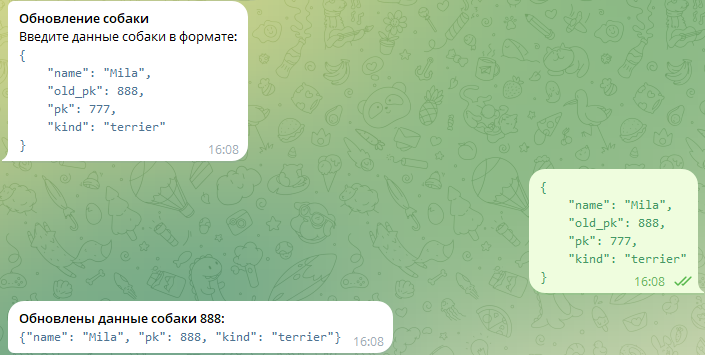 Обновление собаки
Введите данные собаки в формате:
{
    "name": "Mila",
    "old_pk": 888,
    "pk": 777,
    "kind": "terrier"
}
16:08
{
    "name": "Mila",
    "old_pk": 888,
    "pk": 777,
    "kind": "terrier"
}
16:08
Обновлены данные собаки 888:
{"name": "Mila", "pk": 888, "kind": "terrier"}
16:08